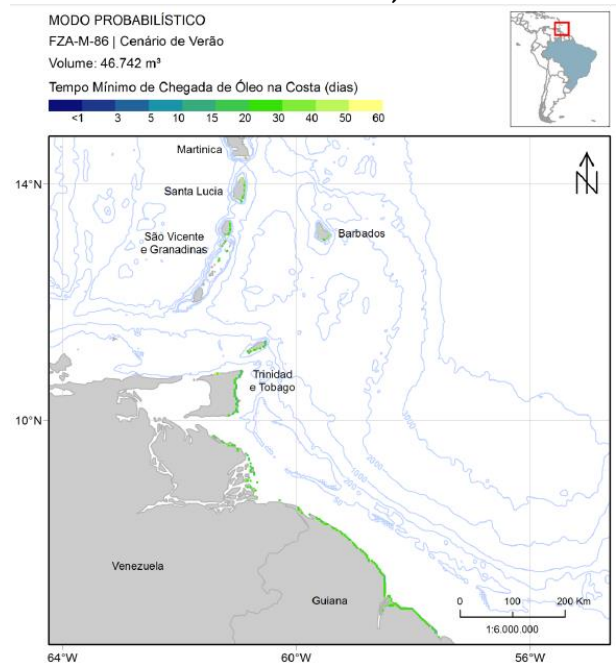 MODO PROBABILÍSTICO
FZA-M-86 | Cenário de Verão
Volume: 46.742 m³
Tempo Mínimo de Chegada de Óleo na Costa (dias)
<1 3 5 10 15 20 30 40 50 60
Martinica
14°N
Santa Lucia
N
São Vicente
e Granadinas
Barbados
Trinidad
e Tobago
10°N
Venezuela
Guiana
0 100 200 Km
1:6.000.000
64°W 60°W 56°W